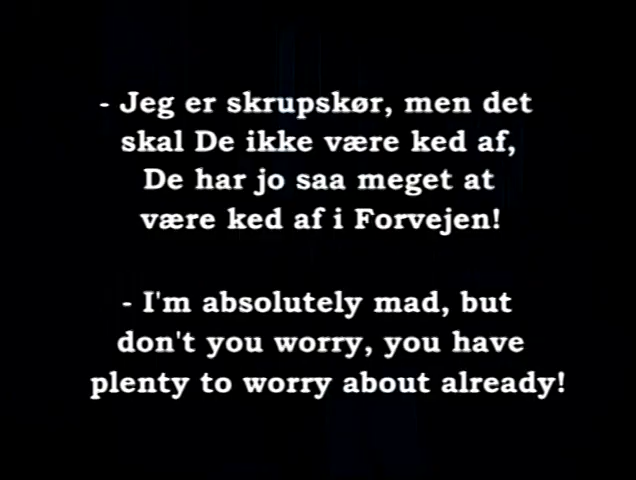 - Jeg er skrupskør, men det
skal De ikke være ked af,
De har jo saa meget at
være ked af i Forvejen!
- I'm absolutely mad, but
don't you worry, you have
plenty to worry about already!